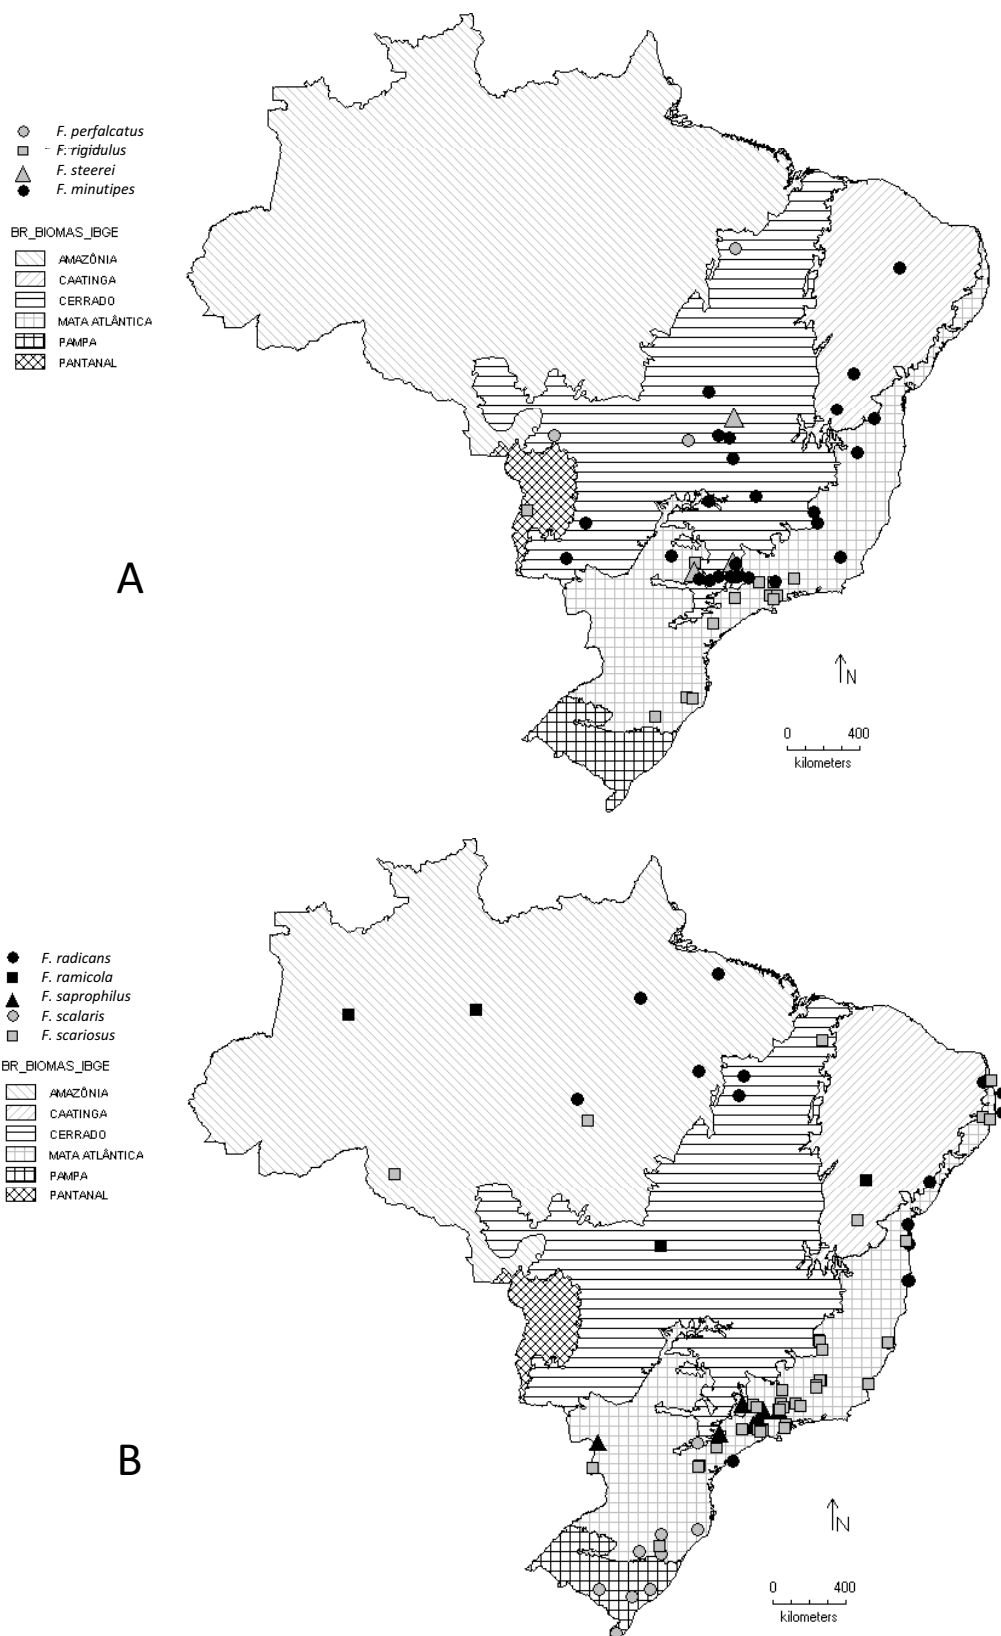 F. perfalcatus
F. rigidulus
F. steerei
F. minutipes
BR_BIOMAS_IBGE
AMAZÔNIA
CAATINGA
CERRADO
MATA ATLÂNTICA
PAMPA
PANTANAL
A
N
0 400
kilometers
F. radicans
F. ramicola
F. saprophilus
F. scalaris
F. scariosus
BR_BIOMAS_IBGE
AMAZÔNIA
CAATINGA
CERRADO
MATA ATLÂNTICA
PAMPA
PANTANAL
B
N
0 400
kilometers